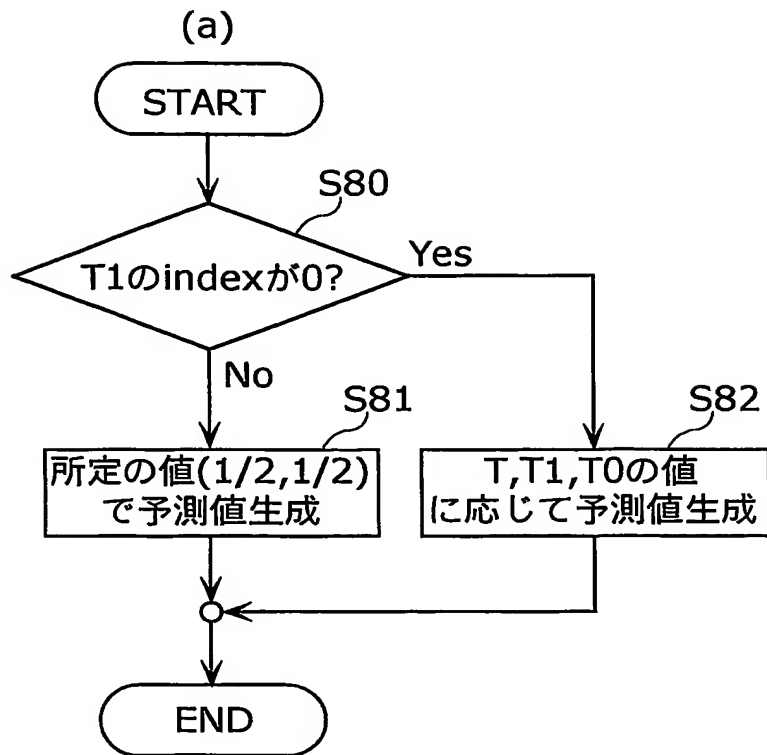 (a)
START
S80
T1のindexが0?
Yes
No
S81
S82
所定の値(1/2,1/2)
で予測値生成
T,T1,T0の値
に応じて予測値生成
END